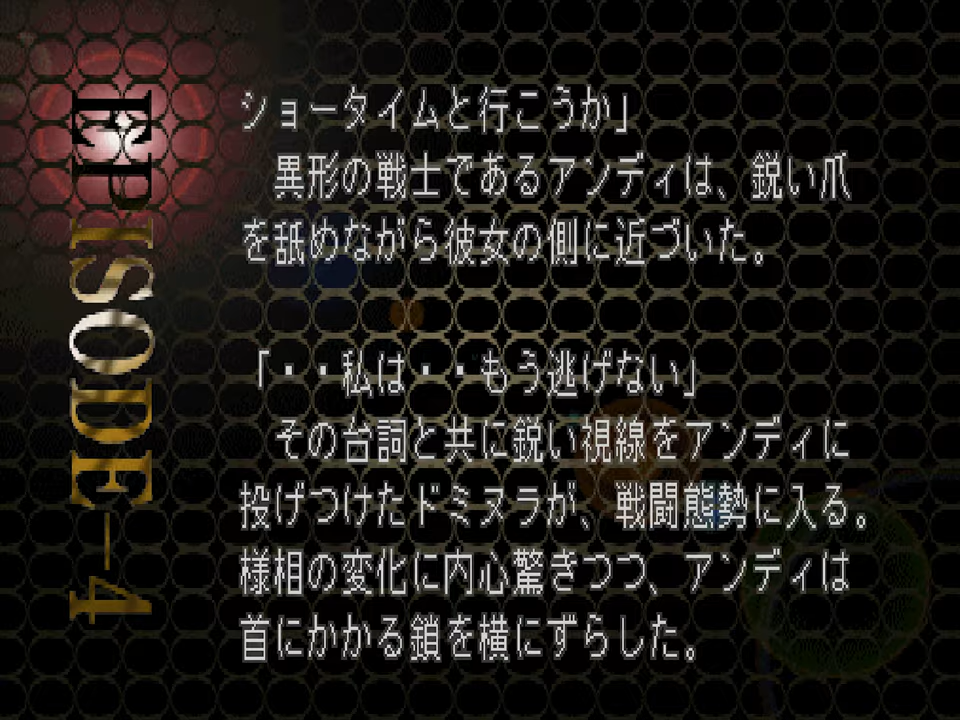 EPISODE-4
ショータイムと行こうか」
　異形の戦士であるアンディは、鋭い爪
を舐めながら彼女の側に近づいた。
「・・私は・・もう逃げない」
　その台詞と共に鋭い視線をアンディに
投げつけたドミヌラが、戦闘態勢に入る。
様相の変化に内心驚きつつ、アンディは
首にかかる鎖を横にずらした。